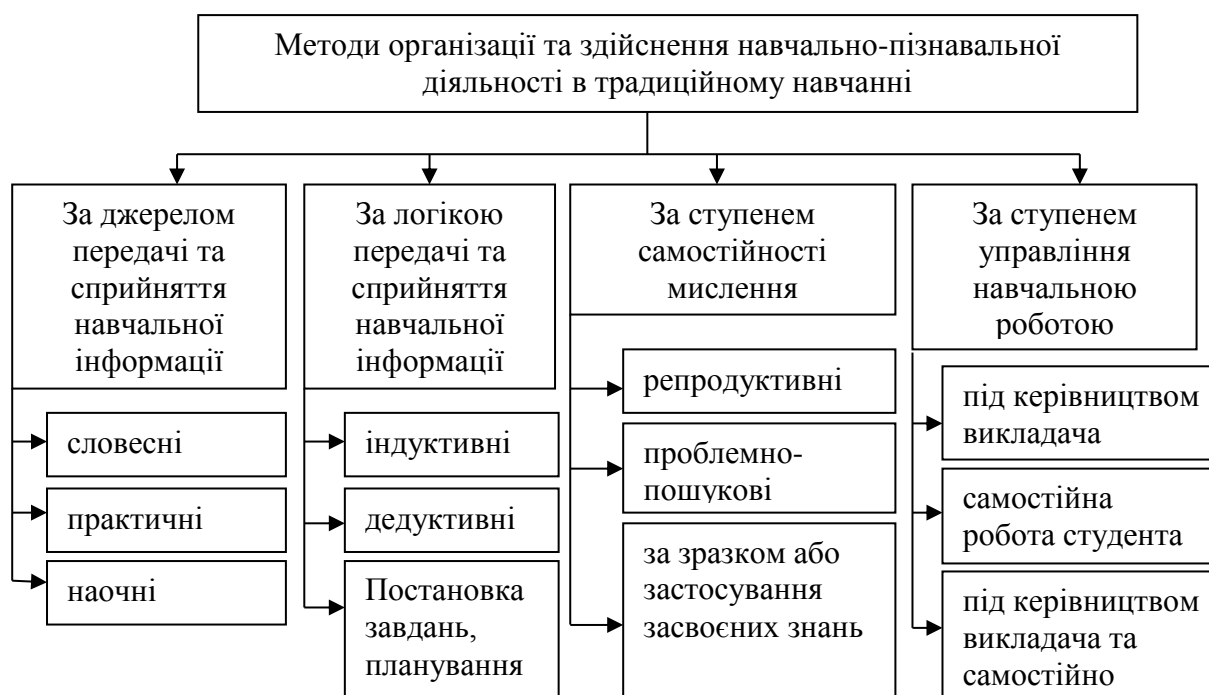 Методи організації та здійснення навчально-пізнавальної
діяльності в традиційному навчанні
За джерелом
передачі та
сприйняття
навчальної
інформації
словесні
практичні
наочні
За логікою
передачі та
сприйняття
навчальної
інформації
індуктивні
дедуктивні
Постановка
завдань,
планування
За ступенем
самостійності
мислення
репродуктивні
проблемно-
пошукові
за зразком або
застосування
засвоєних знань
За ступенем
управління
навчальною
роботою
під керівництвом
викладача
самостійна
робота студента
під керівництвом
викладача та
самостійно